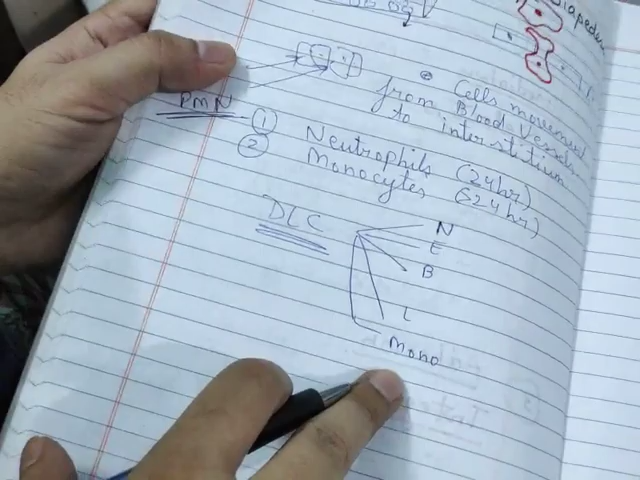 Cells movement
from Blood Vessels
to interstitium
PMN
① Neutrophils (24hr)
② Monocytes (>24hr)
DLC
N
E
B
L
Mono